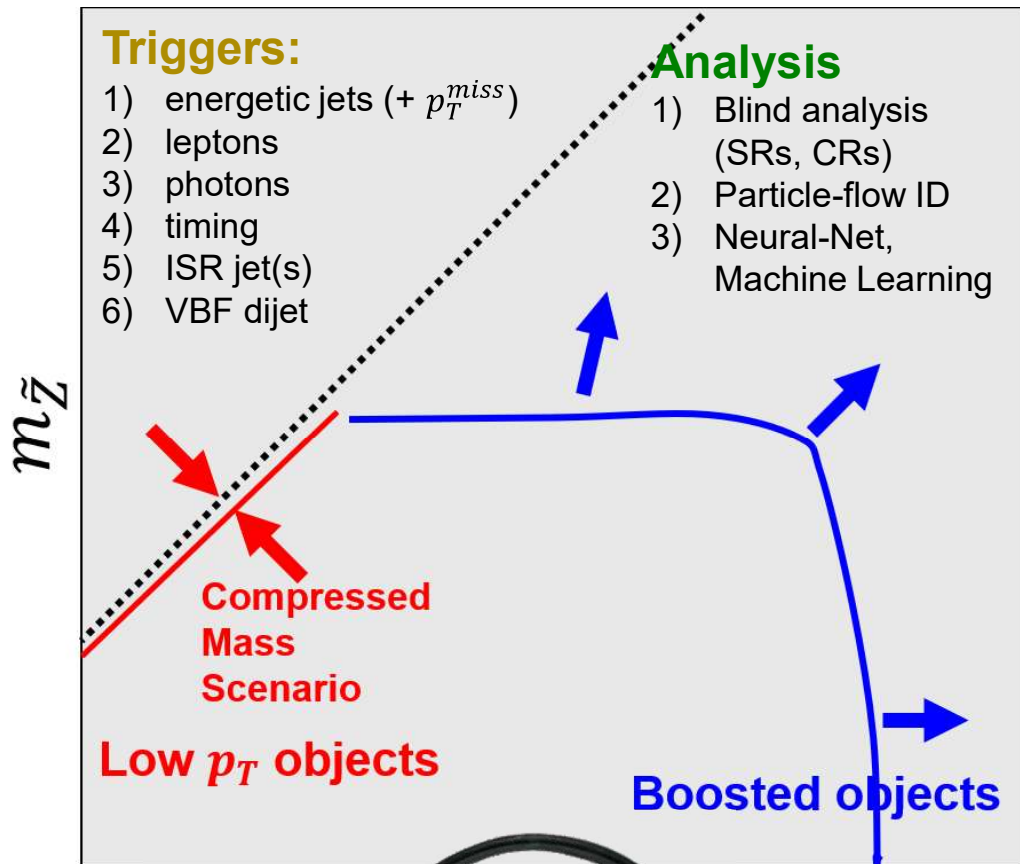 Triggers:
1) energetic jets (+ $p_T^{miss}$)
2) leptons
3) photons
4) timing
5) ISR jet(s)
6) VBF dijet
Analysis
1) Blind analysis
(SRs, CRs)
2) Particle-flow ID
3) Neural-Net,
Machine Learning
$m_{\tilde{Z}}$
Compressed
Mass
Scenario
Low $p_T$ objects
Boosted objects